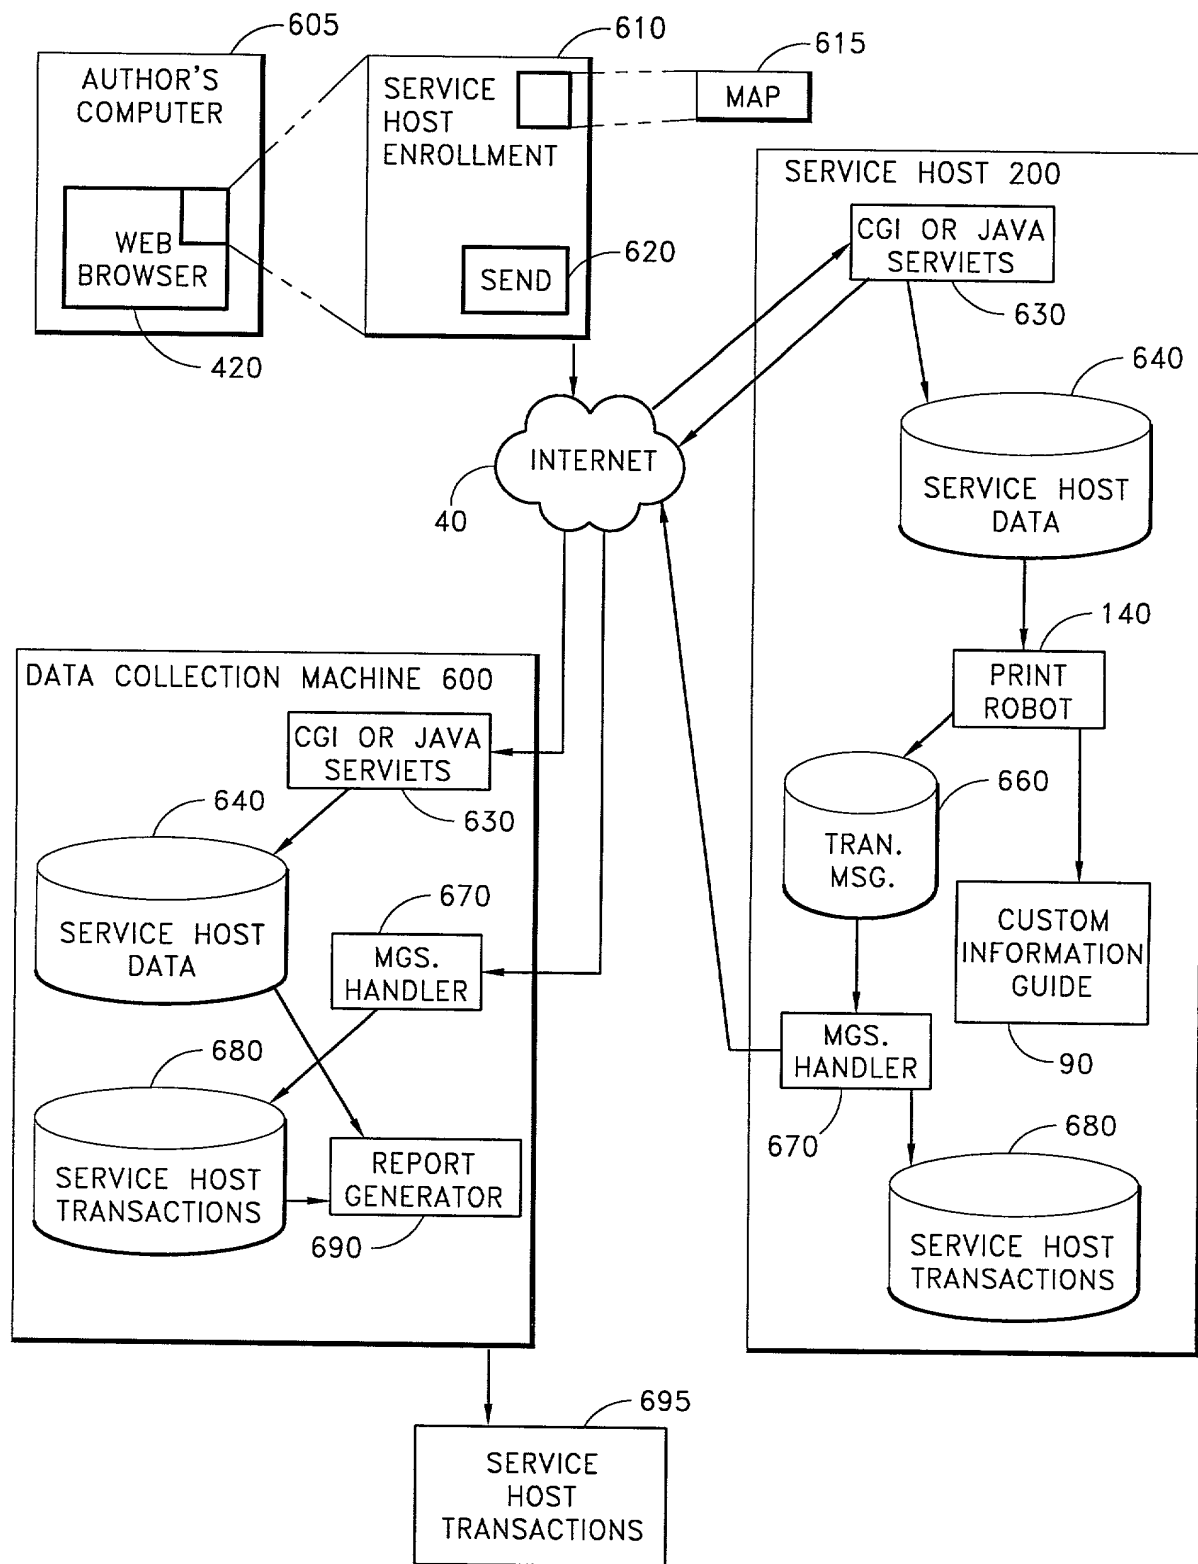 605
AUTHOR'S
COMPUTER
WEB
BROWSER
420
610
SERVICE
HOST
ENROLLMENT
SEND
620
615
MAP
INTERNET
40
SERVICE HOST 200
CGI OR JAVA
SERVIETS
630
640
SERVICE HOST
DATA
140
PRINT
ROBOT
660
TRAN.
MSG.
CUSTOM
INFORMATION
GUIDE
90
MGS.
HANDLER
670
680
SERVICE HOST
TRANSACTIONS
DATA COLLECTION MACHINE 600
CGI OR JAVA
SERVIETS
630
640
SERVICE HOST
DATA
670
MGS.
HANDLER
680
SERVICE HOST
TRANSACTIONS
REPORT
GENERATOR
690
695
SERVICE
HOST
TRANSACTIONS